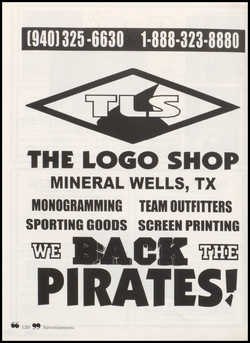 (940)325-6630 1-888-323-8880
TLS
THE LOGO SHOP
MINERAL WELLS, TX
MONOGRAMMING TEAM OUTFITTERS
SPORTING GOODS SCREEN PRINTING
WE BACK THE
PIRATES!
Advertisements